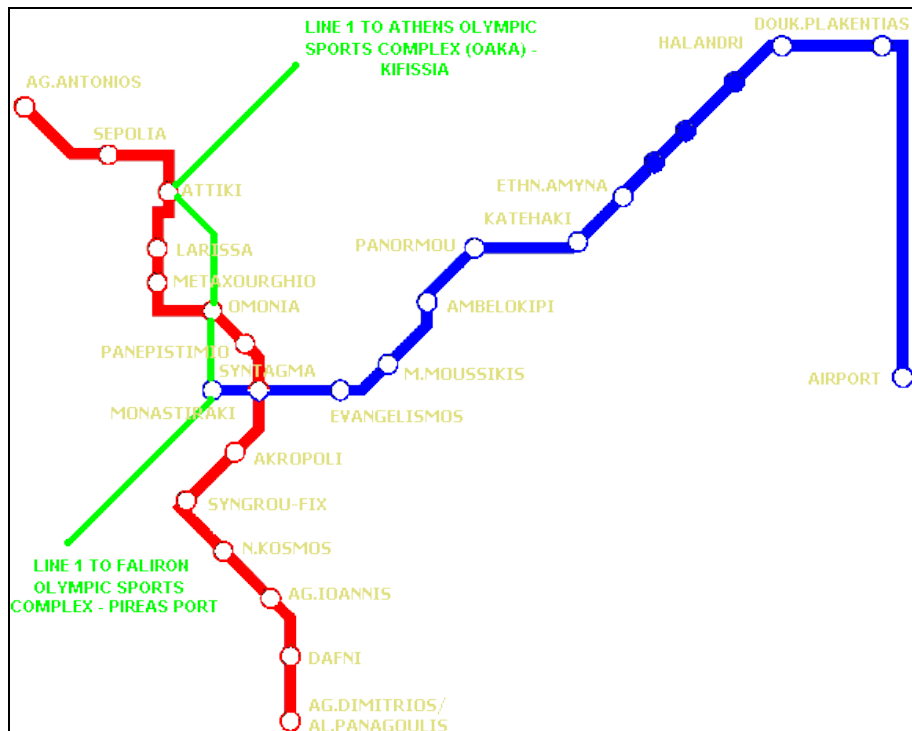 LINE 1 TO ATHENS OLYMPIC
SPORTS COMPLEX (OAKA) -
KIFISSIA
DOUK.PLAKENTIAS
HALANDRI
AG.ANTONIOS
SEPOLIA
ATTIKI
ETHN.AMYNA
KATEHAKI
PANORMOU
LARISSA
METAXOURGHIO
OMONIA
AMBELOKIPI
PANEPISTIMIO
SYNTAGMA
M.MOUSSIKIS
AIRPORT
MONASTIRAKI
EVANGELISMOS
AKROPOLI
SYNGROU-FIX
N.KOSMOS
LINE 1 TO FALIRON
OLYMPIC SPORTS
COMPLEX - PIREAS PORT
AG.IOANNIS
DAFNI
AG.DIMITRIOS/
AL.PANAGOULIS